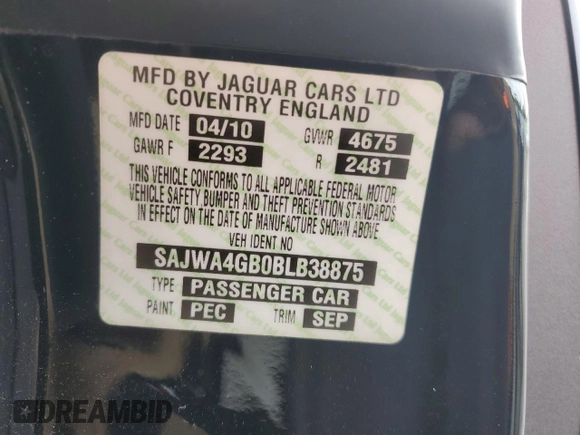 MFD BY JAGUAR CARS LTD
COVENTRY ENGLAND
MFD DATE 04/10 GVWR 4675
GAWR F 2293 R 2481
THIS VEHICLE CONFORMS TO ALL APPLICABLE FEDERAL MOTOR
VEHICLE SAFETY BUMPER AND THEFT PREVENTION STANDARDS
IN EFFECT ON THE DATE OF MANUFACTURE SHOWN ABOVE
VEH IDENT NO
SAJWA4GB0BLB38875
TYPE PASSENGER CAR
PAINT PEC TRIM SEP
DREAMBID